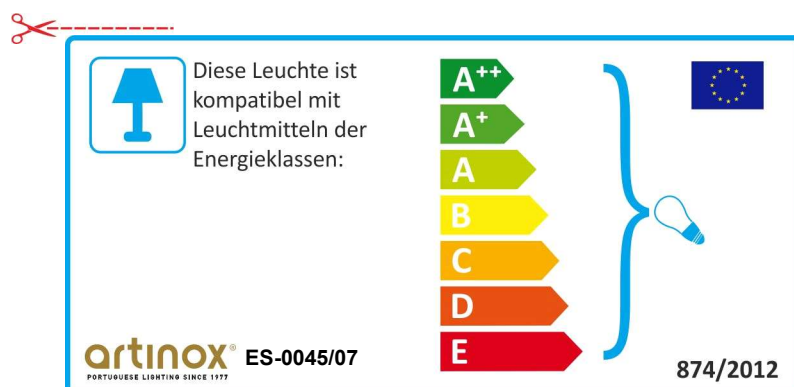 Diese Leuchte ist
kompatibel mit
Leuchtmitteln der
Energieklassen:
A++
A+
A
B
C
D
E
artinox® ES-0045/07
PORTUGUESE LIGHTING SINCE 1977
874/2012